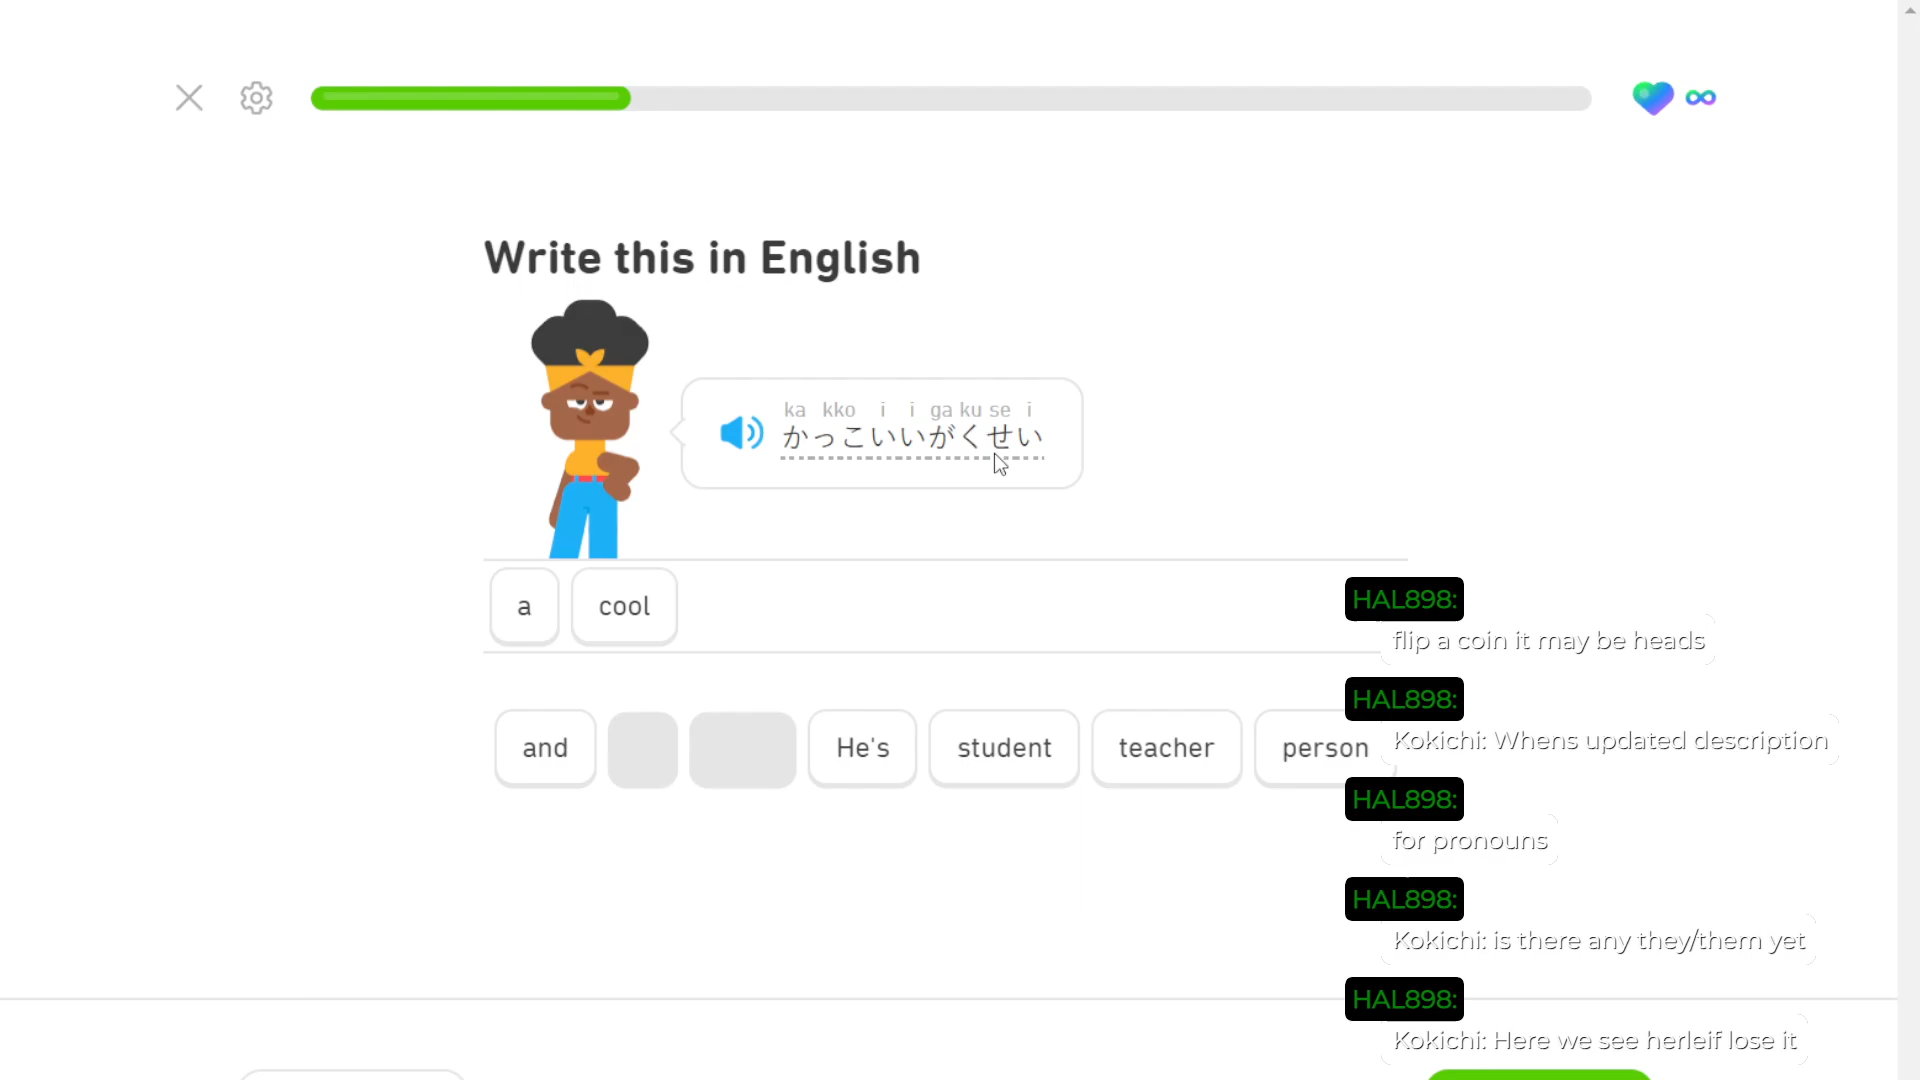 Write this in English
ka kko i i ga ku se i
かっこいいがくせい
a cool
and He's student teacher person
HAL898:
flip a coin it may be heads
HAL898:
Kokichi: Whens updated description
HAL898:
for pronouns
HAL898:
Kokichi: is there any they/them yet
HAL898:
Kokichi: Here we see herleif lose it